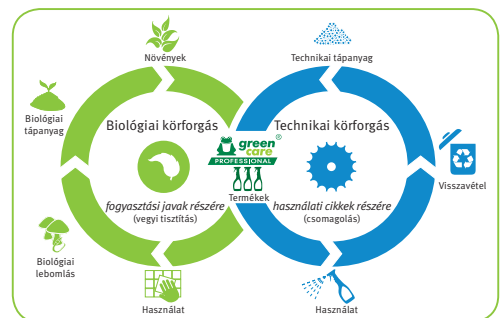 Növények
Technikai tápanyag
Biológiai
tápanyag
Biológiai körforgás
Technikai körforgás
green
care
®
PROFESSIONAL
Termékek
Visszavétel
fogyasztási javak részére
(vegyi tisztítás)
használati cikkek részére
(csomagolás)
Biológiai
lebomlás
Használat
Használat